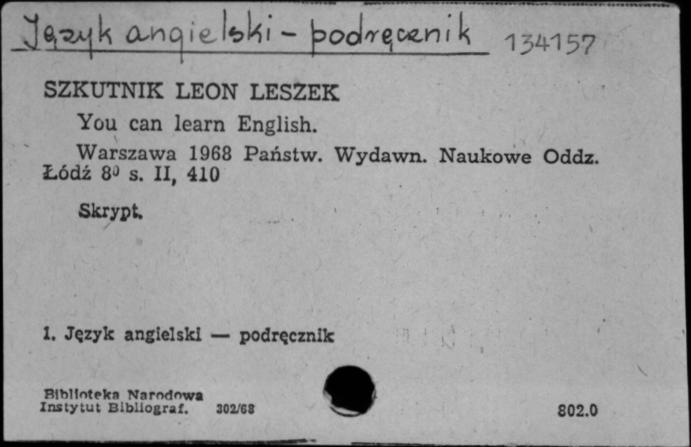 Język angielski - podręcznik 134157
SZKUTNIK LEON LESZEK
You can learn English.
Warszawa 1968 Państw. Wydawn. Naukowe Oddz.
Łódź 8⁰ s. II, 410
Skrypt.
1. Język angielski — podręcznik
Biblioteka Narodowa
Instytut Bibliograf. 302/68
802.0